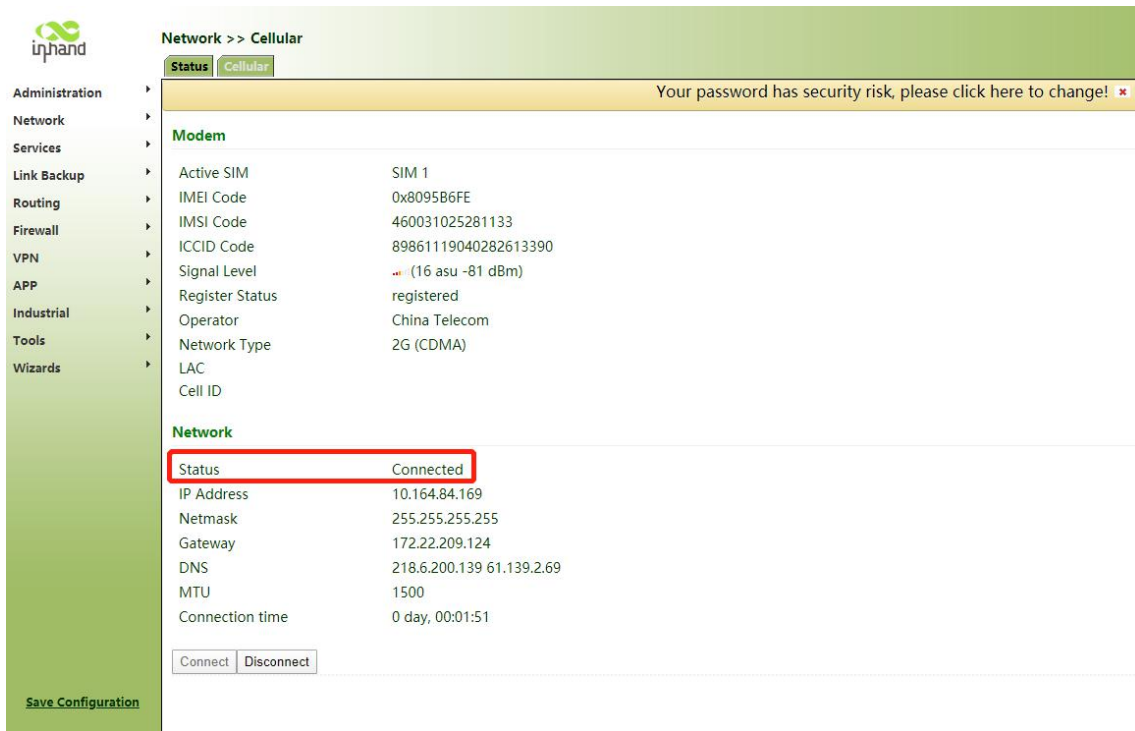 inhand
Network >> Cellular
Status Cellular
Your password has security risk, please click here to change!
Administration
Network
Services
Link Backup
Routing
Firewall
VPN
APP
Industrial
Tools
Wizards
Save Configuration
Modem
Active SIM SIM 1
IMEI Code 0x8095B6FE
IMSI Code 460031025281133
ICCID Code 89861119040282613390
Signal Level (16 asu -81 dBm)
Register Status registered
Operator China Telecom
Network Type 2G (CDMA)
LAC
Cell ID
Network
Status Connected
IP Address 10.164.84.169
Netmask 255.255.255.255
Gateway 172.22.209.124
DNS 218.6.200.139 61.139.2.69
MTU 1500
Connection time 0 day, 00:01:51
Connect Disconnect